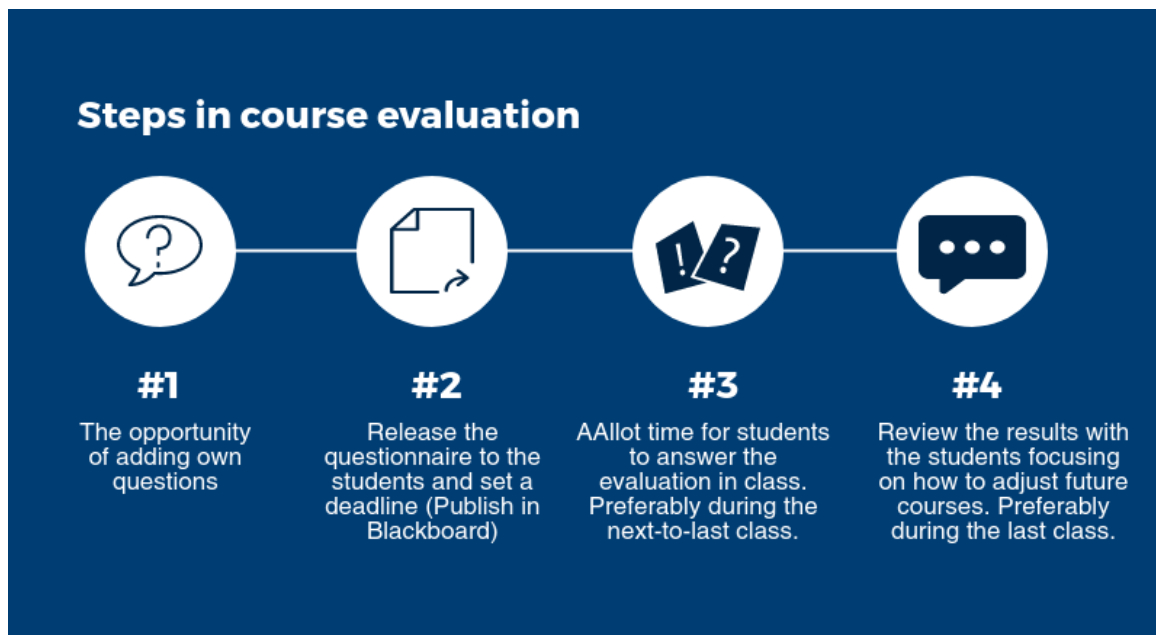 Steps in course evaluation
?
! ?
#1
The opportunity
of adding own
questions
#2
Release the
questionnaire to the
students and set a
deadline (Publish in
Blackboard)
#3
AAllot time for students
to answer the
evaluation in class.
Preferably during the
next-to-last class.
#4
Review the results with
the students focusing
on how to adjust future
courses. Preferably
during the last class.